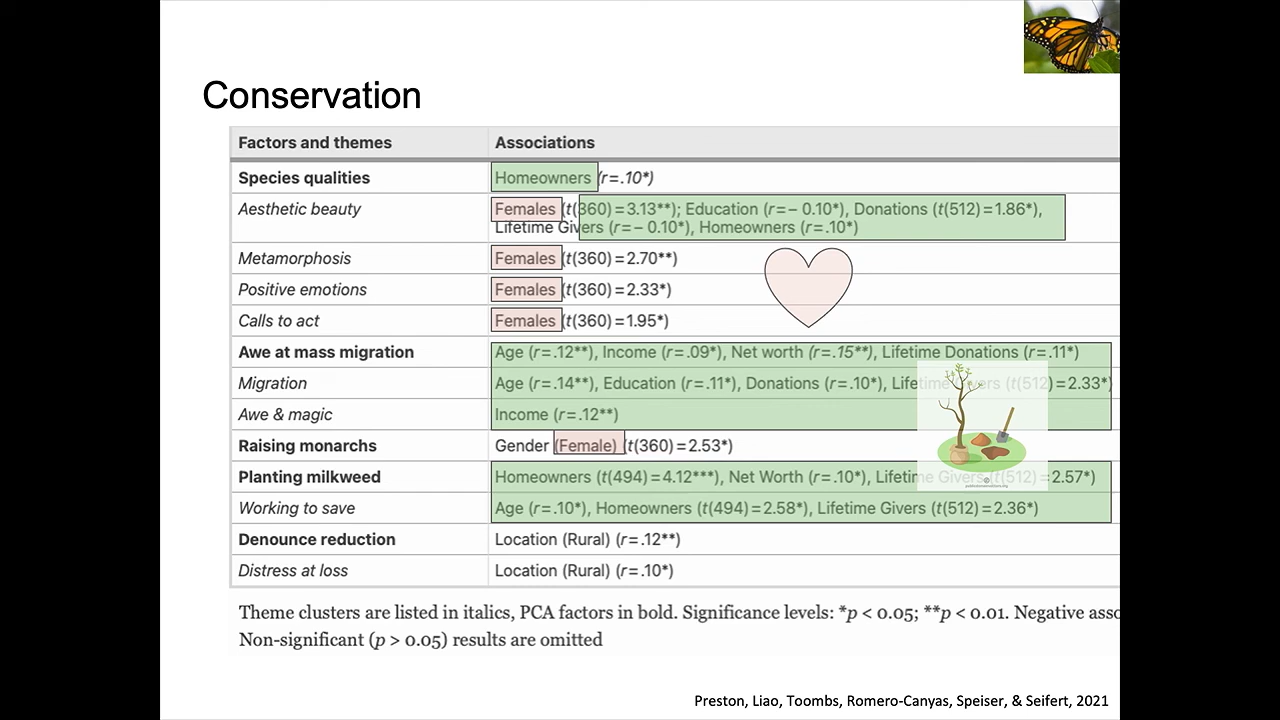 Conservation
Factors and themes Associations
Species qualities Homeowners (r=.10*)
Aesthetic beauty Females (t(360)=3.13**); Education (r=– 0.10*), Donations (t(512)=1.86*),
Lifetime Givers (r=– 0.10*), Homeowners (r=.10*)
Metamorphosis Females (t(360)=2.70**)
Positive emotions Females (t(360)=2.33*)
Calls to act Females (t(360)=1.95*)
Awe at mass migration Age (r=.12**), Income (r=.09*), Net worth (r=.15**), Lifetime Donations (r=.11*)
Migration Age (r=.14**), Education (r=.11*), Donations (r=.10*), Lifetime Givers (t(512)=2.33*)
Awe & magic Income (r=.12**)
Raising monarchs Gender (Female) (t(360)=2.53*)
Planting milkweed Homeowners (t(494)=4.12***), Net Worth (r=.10*), Lifetime Givers (t(512)=2.57*)
Working to save Age (r=.10*), Homeowners (t(494)=2.58*), Lifetime Givers (t(512)=2.36*)
Denounce reduction Location (Rural) (r=.12**)
Distress at loss Location (Rural) (r=.10*)
Theme clusters are listed in italics, PCA factors in bold. Significance levels: *p < 0.05; **p < 0.01. Negative asso
Non-significant (p > 0.05) results are omitted
Preston, Liao, Toombs, Romero-Canyas, Speiser, & Seifert, 2021